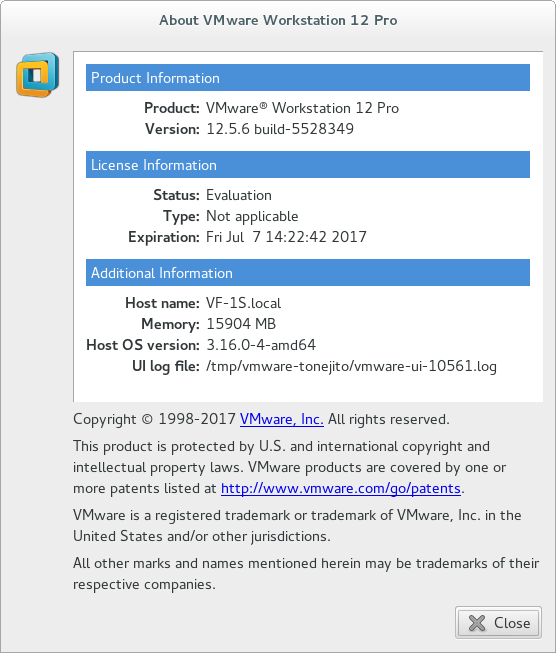 About VMware Workstation 12 Pro
Product Information
Product: VMware® Workstation 12 Pro
Version: 12.5.6 build-5528349
License Information
Status: Evaluation
Type: Not applicable
Expiration: Fri Jul  7 14:22:42 2017
Additional Information
Host name: VF-1S.local
Memory: 15904 MB
Host OS version: 3.16.0-4-amd64
UI log file: /tmp/vmware-tonejito/vmware-ui-10561.log
Copyright © 1998-2017 VMware, Inc. All rights reserved.
This product is protected by U.S. and international copyright and
intellectual property laws. VMware products are covered by one or
more patents listed at http://www.vmware.com/go/patents.
VMware is a registered trademark or trademark of VMware, Inc. in the
United States and/or other jurisdictions.
All other marks and names mentioned herein may be trademarks of their
respective companies.
Close